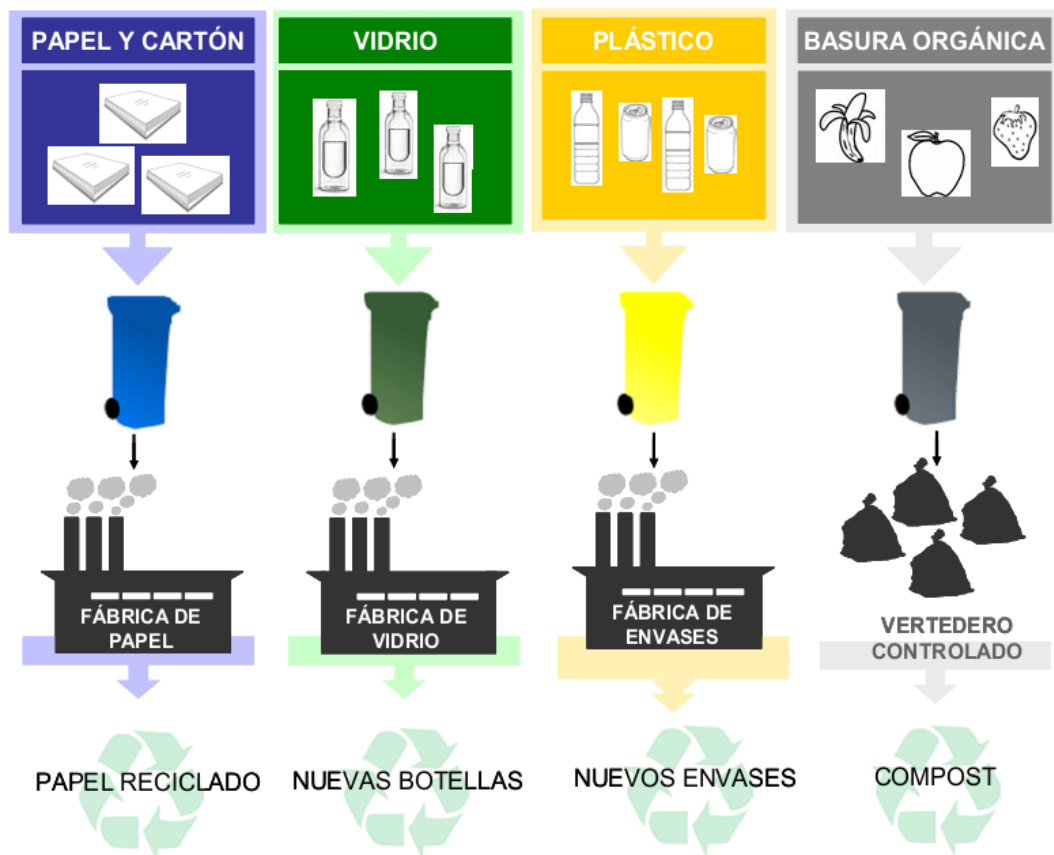 PAPEL Y CARTÓN
VIDRIO
PLÁSTICO
BASURA ORGÁNICA
FÁBRICA DE
PAPEL
FÁBRICA DE
VIDRIO
FÁBRICA DE
ENVASES
VERTEDERO
CONTROLADO
PAPEL RECICLADO
NUEVAS BOTELLAS
NUEVOS ENVASES
COMPOST